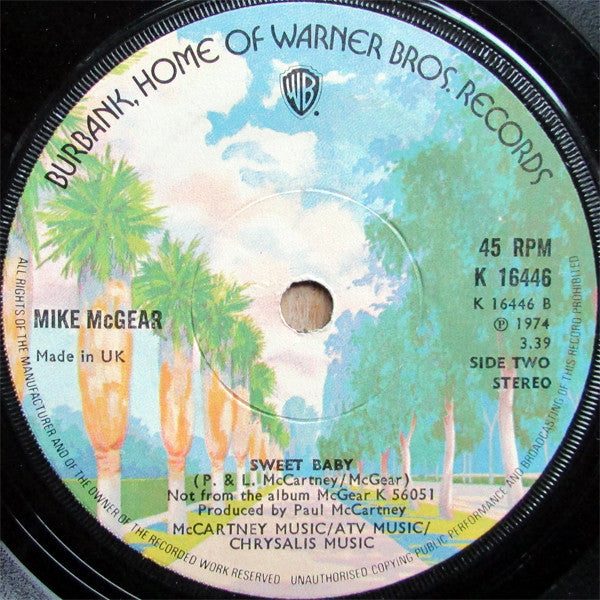 BURBANK, HOME OF WARNER BROS. RECORDS
WB
45 RPM
K 16446
K 16446 B
Ⓟ 1974
3.39
SIDE TWO
STEREO
MIKE McGEAR
Made in UK
SWEET BABY
(P. & L. McCartney/McGear)
Not from the album McGear K 56051
Produced by Paul McCartney
McCARTNEY MUSIC/ATV MUSIC/
CHRYSALIS MUSIC
ALL RIGHTS OF THE MANUFACTURER AND OF THE OWNER OF THE RECORDED WORK RESERVED UNAUTHORISED COPYING PUBLIC PERFORMANCE AND BROADCASTING OF THIS RECORD PROHIBITED